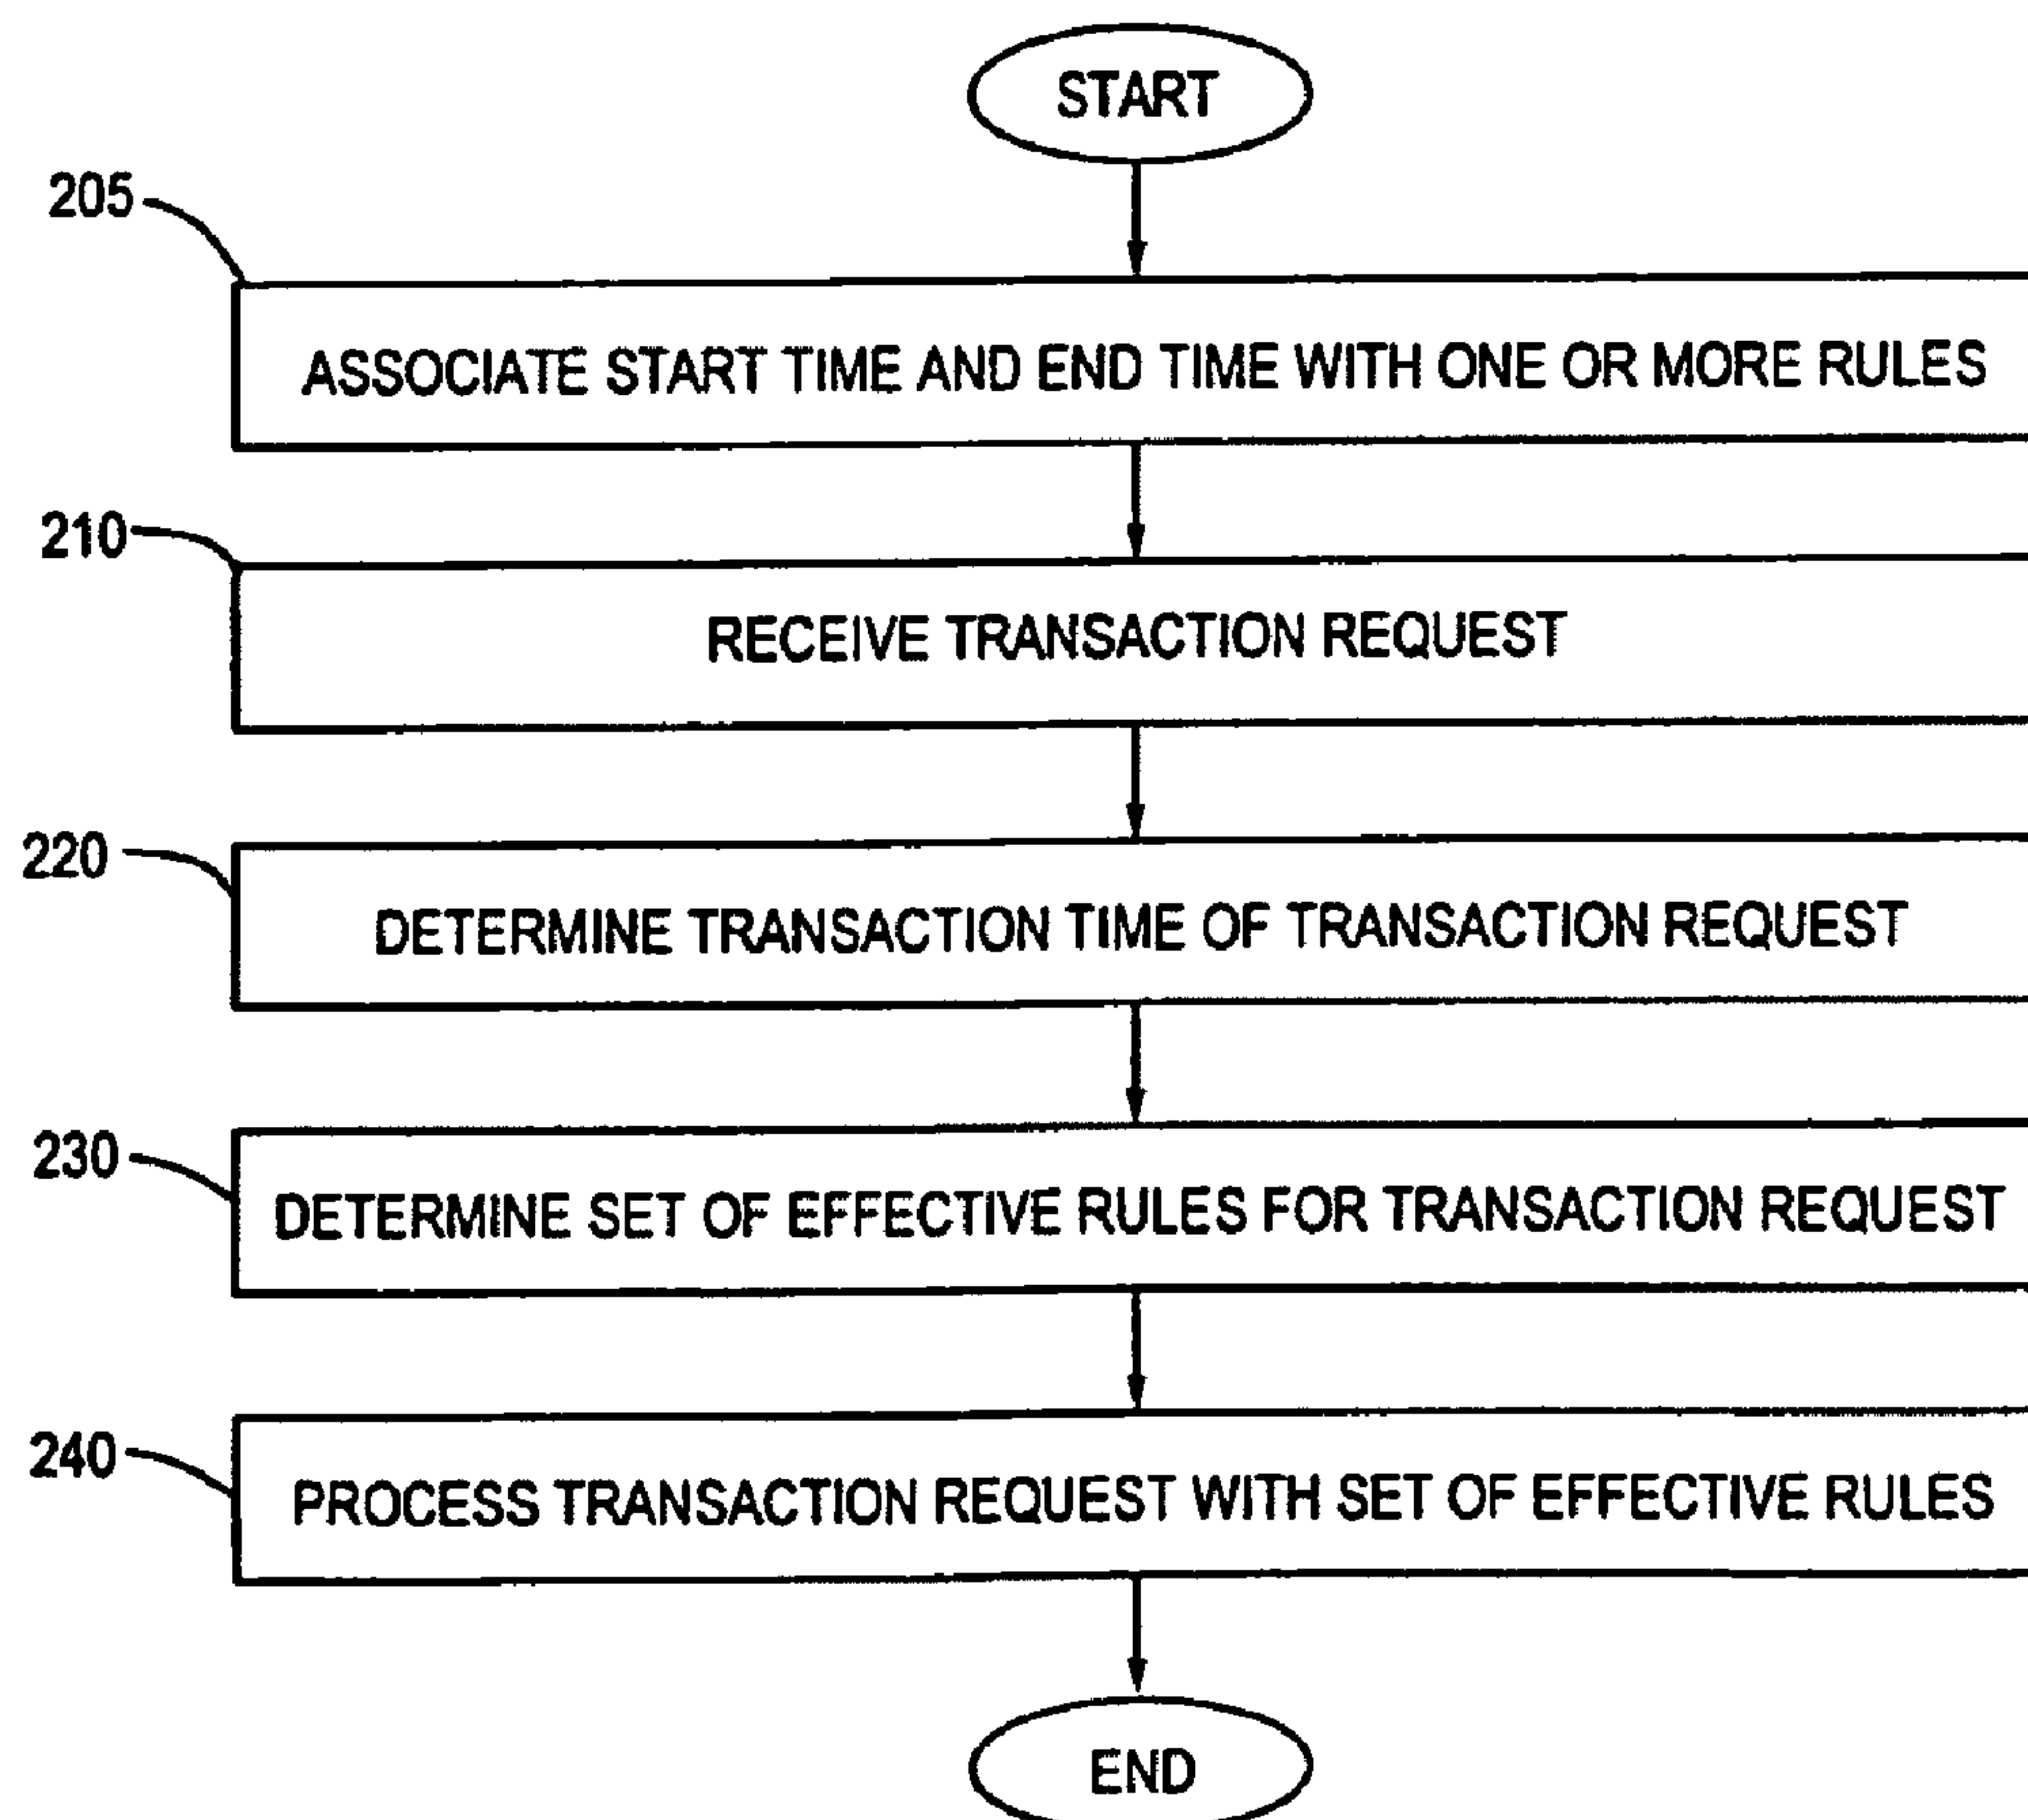 START
205
ASSOCIATE START TIME AND END TIME WITH ONE OR MORE RULES
210
RECEIVE TRANSACTION REQUEST
220
DETERMINE TRANSACTION TIME OF TRANSACTION REQUEST
230
DETERMINE SET OF EFFECTIVE RULES FOR TRANSACTION REQUEST
240
PROCESS TRANSACTION REQUEST WITH SET OF EFFECTIVE RULES
END